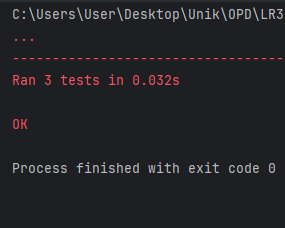 C:\Users\User\Desktop\Unik\OPD\LR3
...
----------------------------------
Ran 3 tests in 0.032s
OK
Process finished with exit code 0